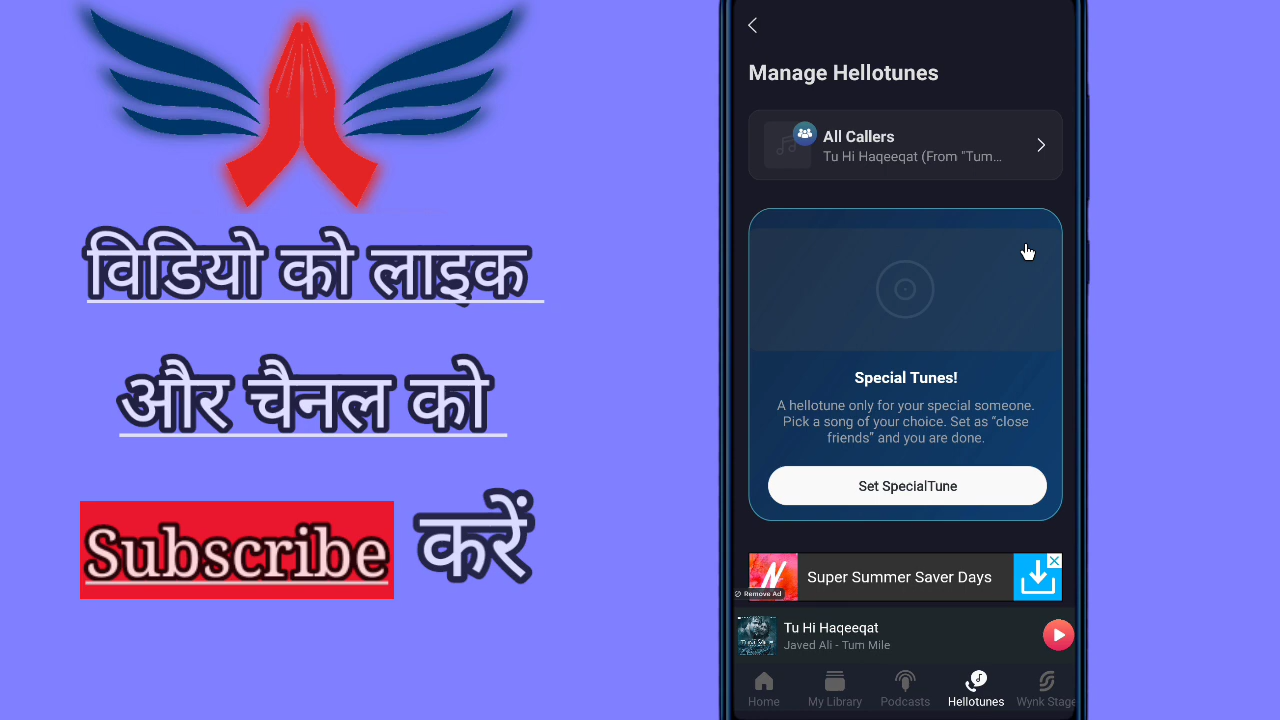 विडियो को लाइक
और चैनल को
Subscribe करें
Manage Hellotunes
All Callers
Tu Hi Haqeeqat (From "Tum...
Special Tunes!
A hellotune only for your special someone.
Pick a song of your choice. Set as “close
friends” and you are done.
Set SpecialTune
Super Summer Saver Days
Remove Ad
Tu Hi Haqeeqat
Javed Ali - Tum Mile
Home
My Library
Podcasts
Hellotunes
Wynk Stage